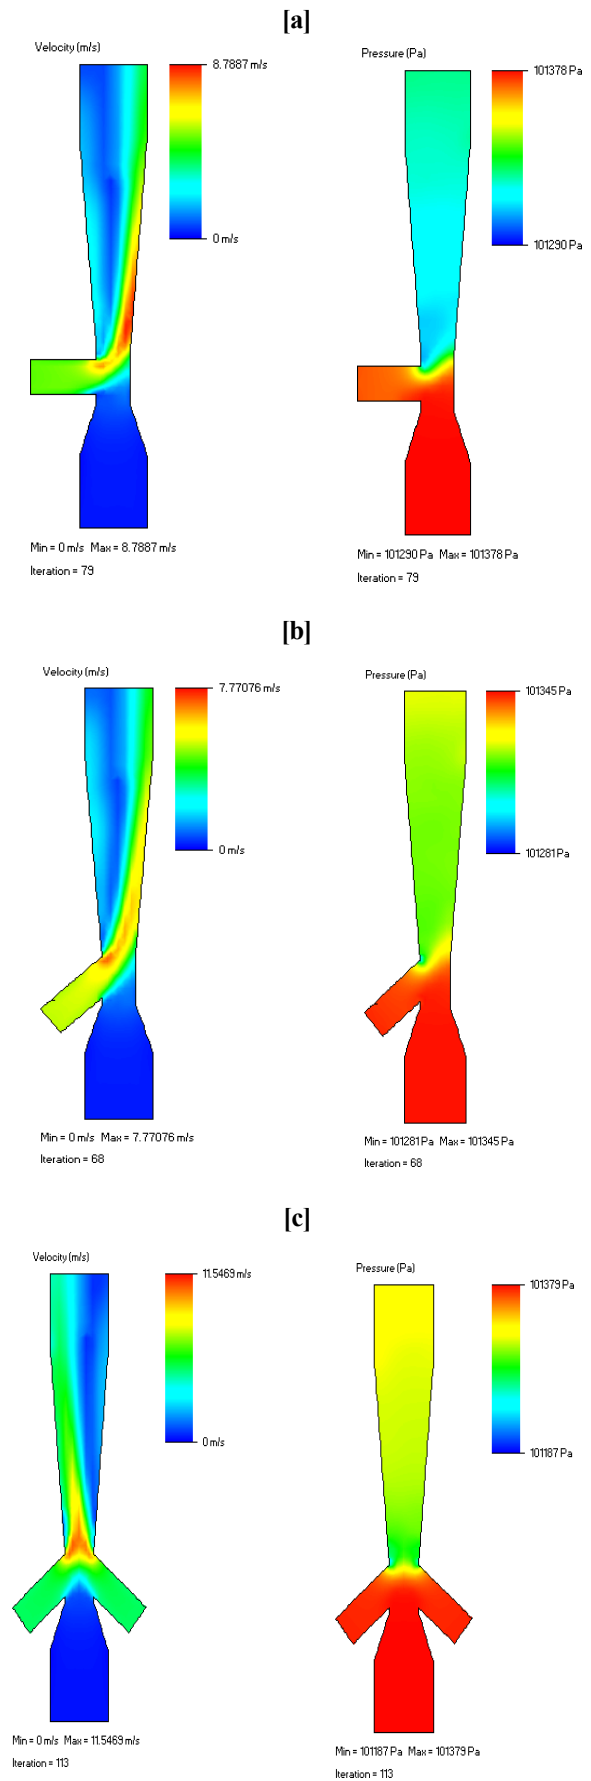 [a]
Velocity (m/s)
8.7887 m/s
0 m/s
Min = 0 m/s Max = 8.7887 m/s
Iteration = 79
Pressure (Pa)
101378 Pa
101290 Pa
Min = 101290 Pa Max = 101378 Pa
Iteration = 79
[b]
Velocity (m/s)
7.77076 m/s
0 m/s
Min = 0 m/s Max = 7.77076 m/s
Iteration = 68
Pressure (Pa)
101345 Pa
101281 Pa
Min = 101281 Pa Max = 101345 Pa
Iteration = 68
[c]
Velocity (m/s)
11.5469 m/s
0 m/s
Min = 0 m/s Max = 11.5469 m/s
Iteration = 113
Pressure (Pa)
101379 Pa
101187 Pa
Min = 101187 Pa Max = 101379 Pa
Iteration = 113